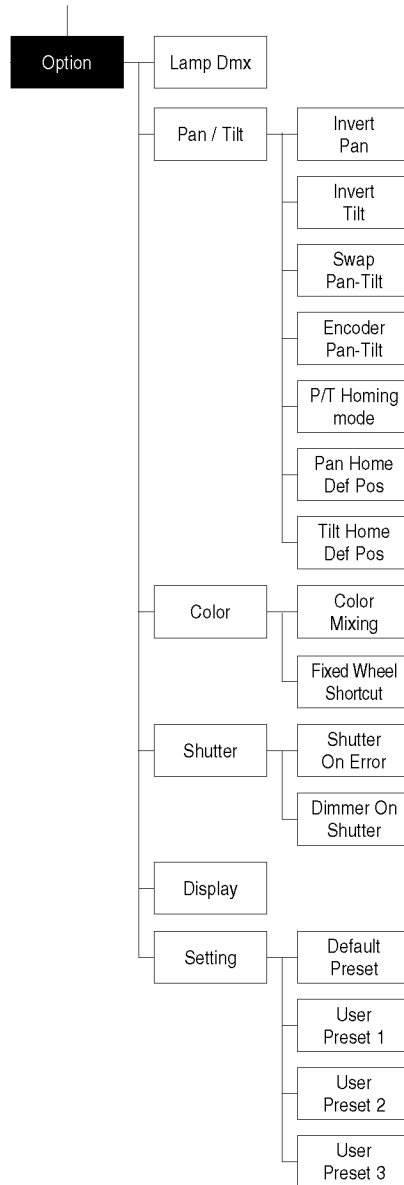 Option
Lamp Dmx
Pan / Tilt
Invert
Pan
Invert
Tilt
Swap
Pan-Tilt
Encoder
Pan-Tilt
P/T Homing
mode
Pan Home
Def Pos
Tilt Home
Def Pos
Color
Color
Mixing
Fixed Wheel
Shortcut
Shutter
Shutter
On Error
Dimmer On
Shutter
Display
Setting
Default
Preset
User
Preset 1
User
Preset 2
User
Preset 3